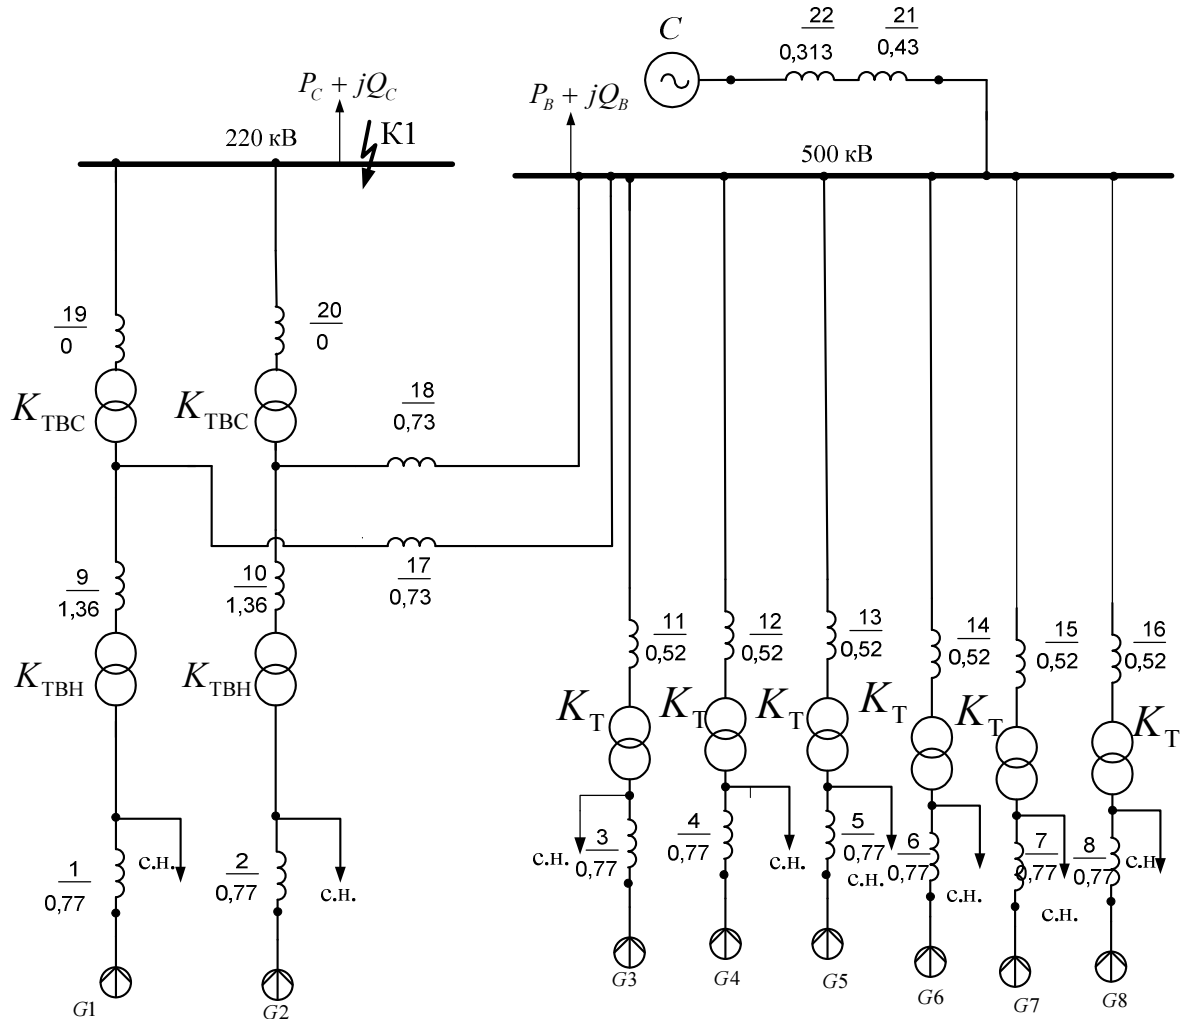 C
22
0,313
21
0,43
P_C + jQ_C
P_B + jQ_B
220 кВ
К1
500 кВ
19
0
20
0
K_ТВС
K_ТВС
18
0,73
17
0,73
9
1,36
10
1,36
K_ТВН
K_ТВН
11
0,52
12
0,52
13
0,52
14
0,52
15
0,52
16
0,52
K_Т
K_Т
K_Т
K_Т
K_Т
K_Т
1
0,77
с.н.
2
0,77
с.н.
с.н.
3
0,77
4
0,77
с.н.
5
0,77
с.н.
6
0,77
с.н.
7
0,77
с.н.
8
0,77
с.н.
G1
G2
G3
G4
G5
G6
G7
G8